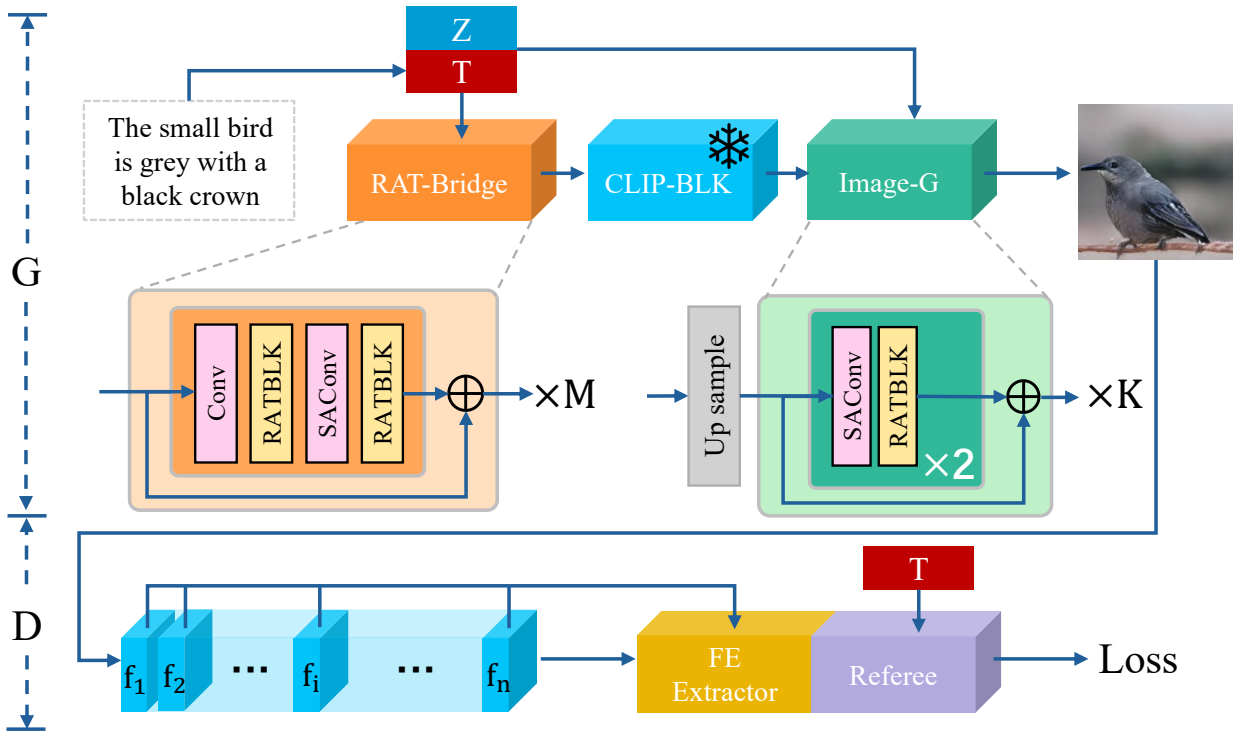 Z
T
The small bird
is grey with a
black crown
RAT-Bridge
CLIP-BLK
Image-G
G
Conv
RATBLK
SAConv
RATBLK
×M
Up sample
SAConv
RATBLK
×2
×K
D
T
f1
f2
...
fi
...
fn
FE
Extractor
Referee
Loss